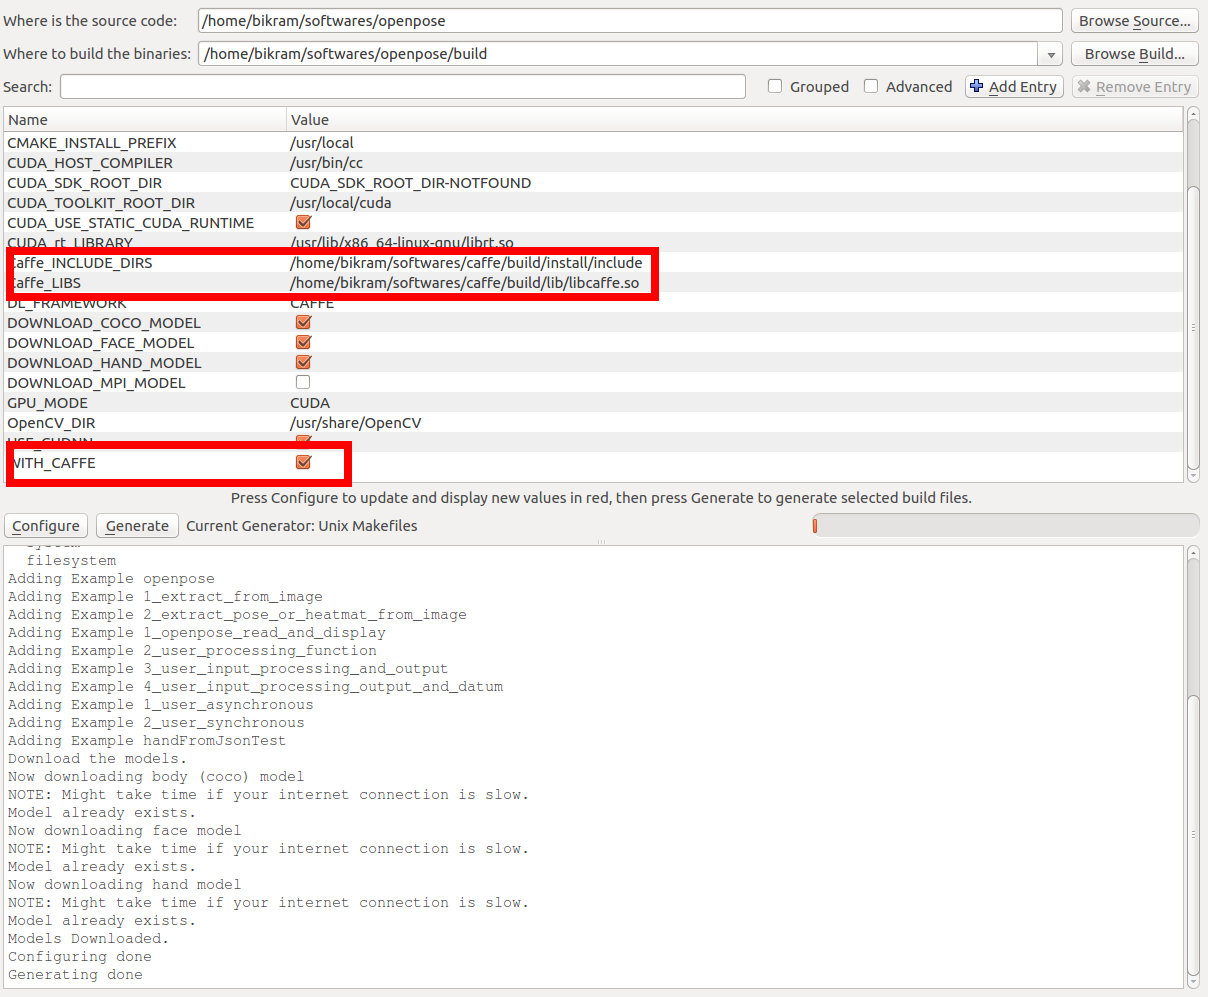 Where is the source code: /home/bikram/softwares/openpose Browse Source...
Where to build the binaries: /home/bikram/softwares/openpose/build Browse Build...
Search: Grouped Advanced Add Entry Remove Entry
Name Value
CMAKE_INSTALL_PREFIX /usr/local
CUDA_HOST_COMPILER /usr/bin/cc
CUDA_SDK_ROOT_DIR CUDA_SDK_ROOT_DIR-NOTFOUND
CUDA_TOOLKIT_ROOT_DIR /usr/local/cuda
CUDA_USE_STATIC_CUDA_RUNTIME
CUDA_rt_LIBRARY /usr/lib/x86_64-linux-gnu/librt.so
Caffe_INCLUDE_DIRS /home/bikram/softwares/caffe/build/install/include
Caffe_LIBS /home/bikram/softwares/caffe/build/lib/libcaffe.so
DL_FRAMEWORK CAFFE
DOWNLOAD_COCO_MODEL
DOWNLOAD_FACE_MODEL
DOWNLOAD_HAND_MODEL
DOWNLOAD_MPI_MODEL
GPU_MODE CUDA
OpenCV_DIR /usr/share/OpenCV
USE_CUDNN
WITH_CAFFE
Press Configure to update and display new values in red, then press Generate to generate selected build files.
Configure Generate Current Generator: Unix Makefiles
system
filesystem
Adding Example openpose
Adding Example 1_extract_from_image
Adding Example 2_extract_pose_or_heatmat_from_image
Adding Example 1_openpose_read_and_display
Adding Example 2_user_processing_function
Adding Example 3_user_input_processing_and_output
Adding Example 4_user_input_processing_output_and_datum
Adding Example 1_user_asynchronous
Adding Example 2_user_synchronous
Adding Example handFromJsonTest
Download the models.
Now downloading body (coco) model
NOTE: Might take time if your internet connection is slow.
Model already exists.
Now downloading face model
NOTE: Might take time if your internet connection is slow.
Model already exists.
Now downloading hand model
NOTE: Might take time if your internet connection is slow.
Model already exists.
Models Downloaded.
Configuring done
Generating done